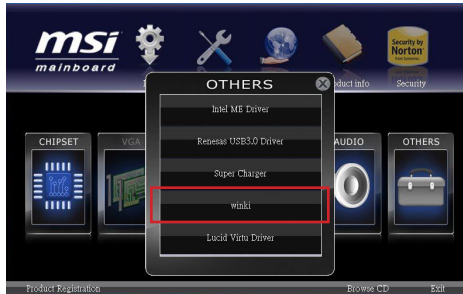 msi
mainboard
Security by
Norton
duct info
Security
OTHERS
Intel ME Driver
Renesas USB3.0 Driver
Super Charger
winki
Lucid Virtu Driver
CHIPSET
VGA
AUDIO
OTHERS
Product Registration
Browse CD
Exit